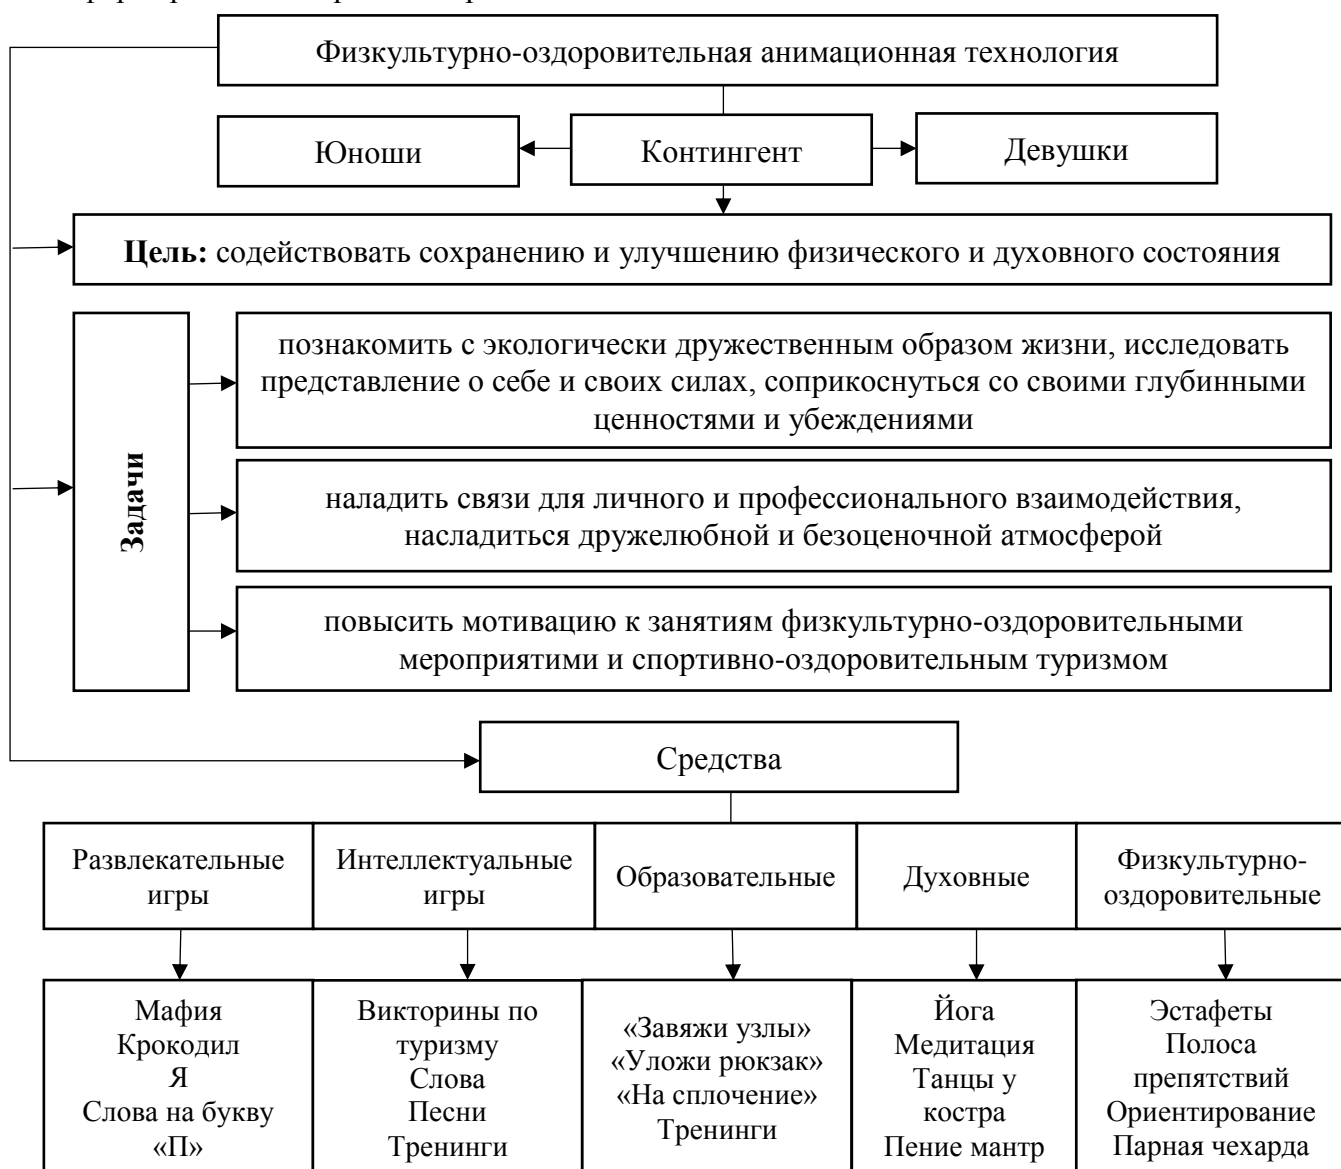 Физкультурно-оздоровительная анимационная технология
Юноши
Контингент
Девушки
Цель: содействовать сохранению и улучшению физического и духовного состояния
Задачи
познакомить с экологически дружественным образом жизни, исследовать
представление о себе и своих силах, соприкоснуться со своими глубинными
ценностями и убеждениями
наладить связи для личного и профессионального взаимодействия,
насладиться дружелюбной и безоценочной атмосферой
повысить мотивацию к занятиям физкультурно-оздоровительными
мероприятими и спортивно-оздоровительным туризмом
Средства
Развлекательные
игры
Интеллектуальные
игры
Образовательные
Духовные
Физкультурно-
оздоровительные
Мафия
Крокодил
Я
Слова на букву
«П»
Викторины по
туризму
Слова
Песни
Тренинги
«Завяжи узлы»
«Уложи рюкзак»
«На сплочение»
Тренинги
Йога
Медитация
Танцы у
костра
Пение мантр
Эстафеты
Полоса
препятствий
Ориентирование
Парная чехарда